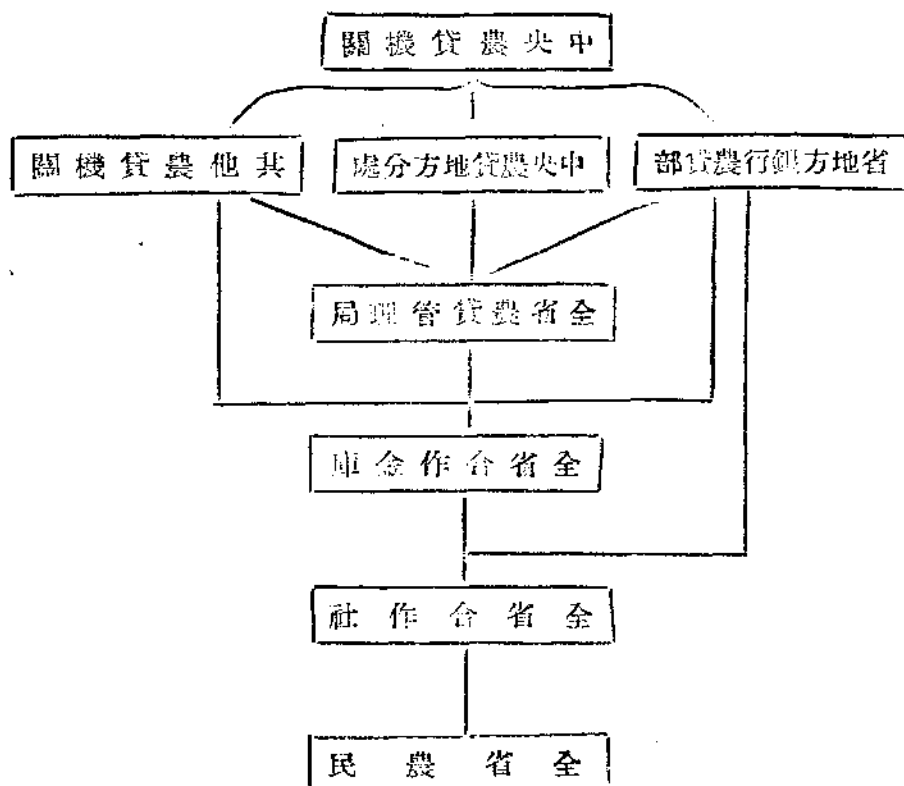 中央農貸機關
省地方銀行農貸部
中央農貸地方分處
其他農貸機關
全省農貸管理局
全省合作金庫
全省合作社
全省農民